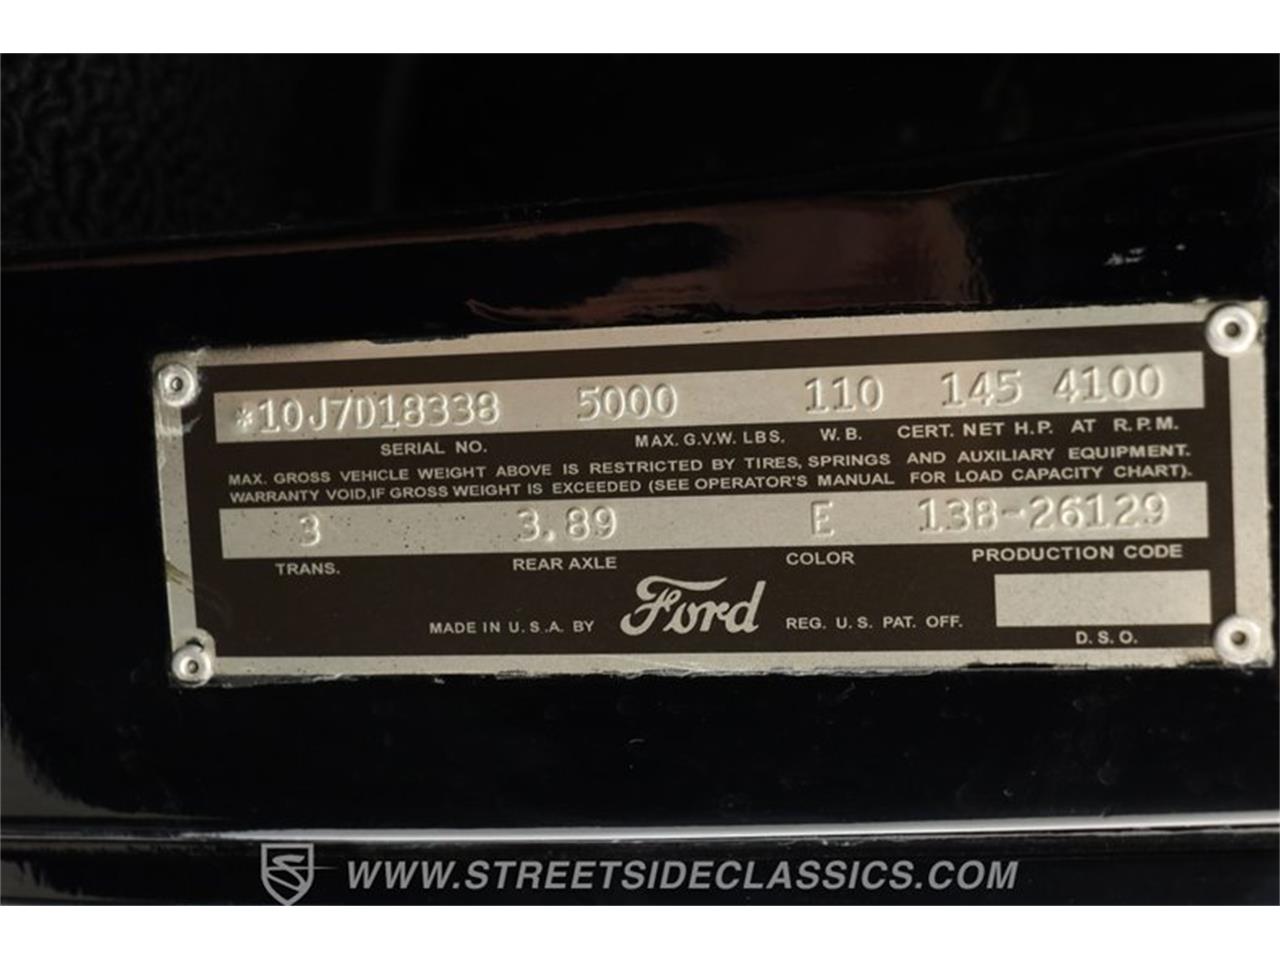 *10J7D18338 5000 110 145 4100
SERIAL NO. MAX. G.V.W. LBS. W. B. CERT. NET H.P. AT R.P.M.
MAX. GROSS VEHICLE WEIGHT ABOVE IS RESTRICTED BY TIRES, SPRINGS AND AUXILIARY EQUIPMENT.
WARRANTY VOID,IF GROSS WEIGHT IS EXCEEDED (SEE OPERATOR'S MANUAL FOR LOAD CAPACITY CHART).
3 3.89 E 138-26129
TRANS. REAR AXLE COLOR PRODUCTION CODE
MADE IN U.S.A. BY Ford REG. U.S. PAT. OFF.
D.S.O.
WWW.STREETSIDECLASSICS.COM